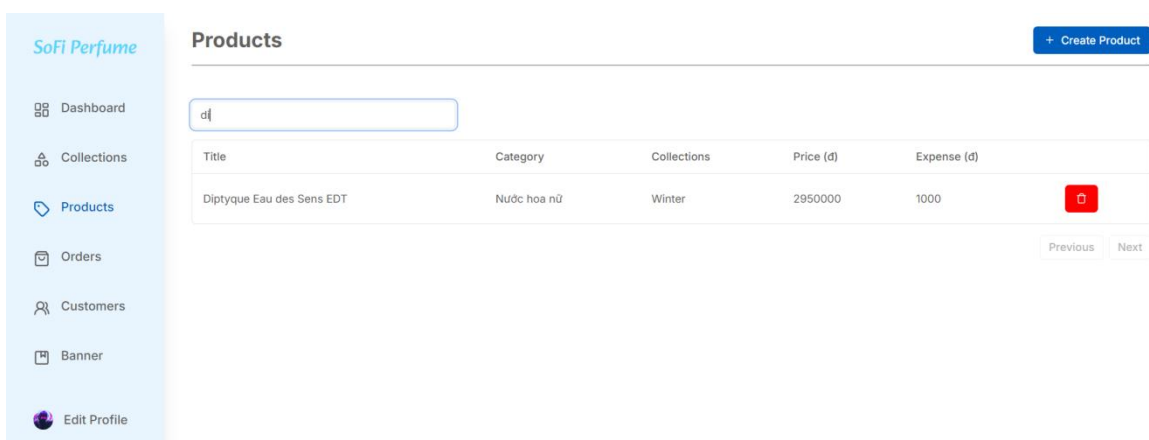 SoFi Perfume
Dashboard
Collections
Products
Orders
Customers
Banner
Edit Profile
Products
+ Create Product
di
Title Category Collections Price (đ) Expense (đ)
Diptyque Eau des Sens EDT Nước hoa nữ Winter 2950000 1000
Previous Next